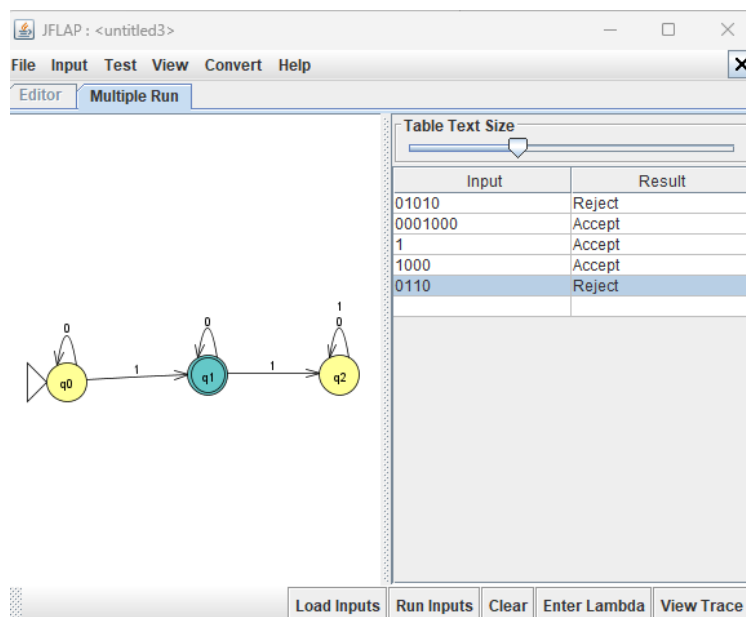 JFLAP : <untitled3>
File Input Test View Convert Help
Editor Multiple Run
Table Text Size
Input Result
01010 Reject
0001000 Accept
1 Accept
1000 Accept
0110 Reject
1
0 0 0
1 1
q0 q1 q2
Load Inputs Run Inputs Clear Enter Lambda View Trace